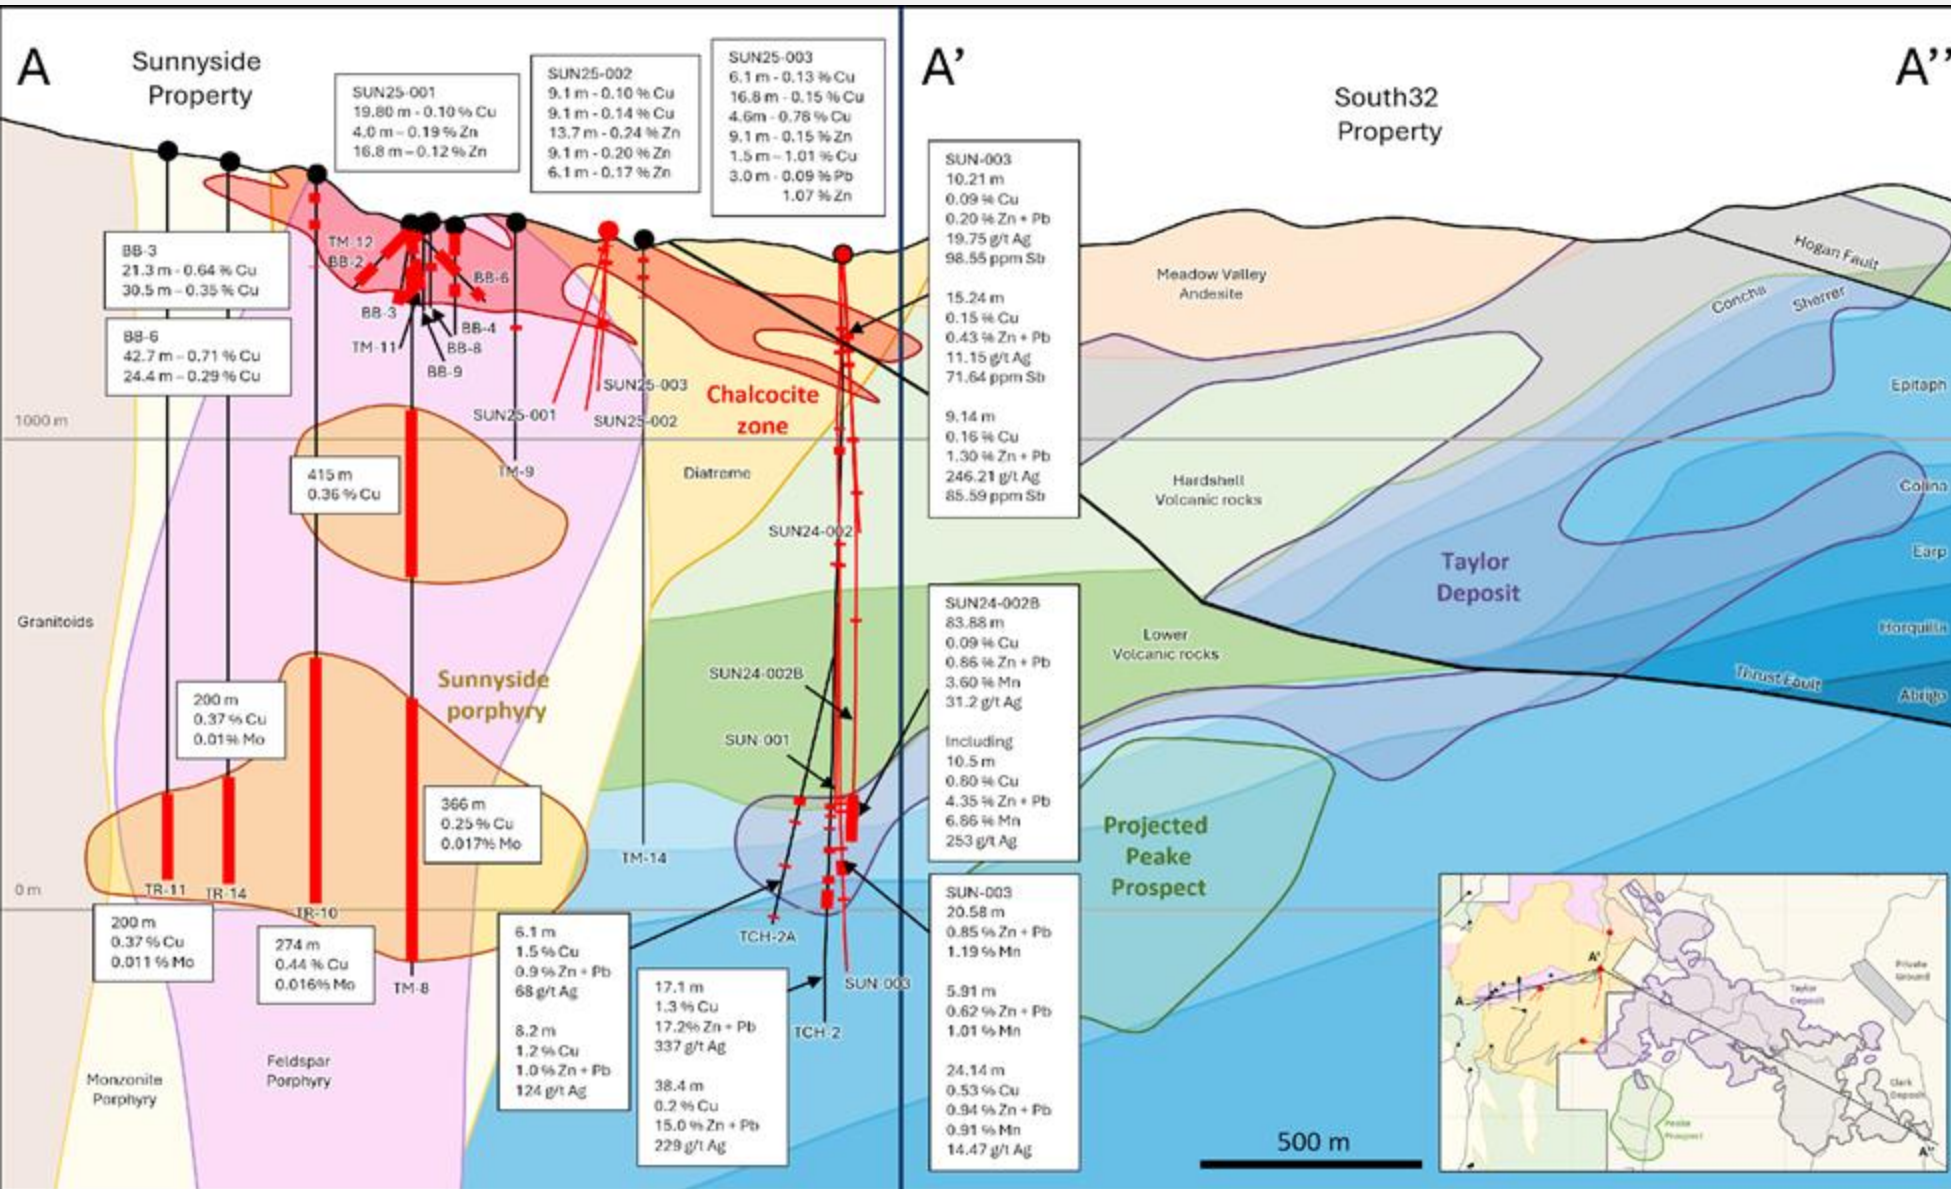 A
Sunnyside
Property
SUN25-001
19.80 m - 0.10 % Cu
4.0 m – 0.19 % Zn
16.8 m – 0.12 % Zn
SUN25-002
9.1 m - 0.10 % Cu
9.1 m - 0.14 % Cu
13.7 m - 0.24 % Zn
9.1 m - 0.20 % Zn
6.1 m - 0.17 % Zn
SUN25-003
6.1 m - 0.13 % Cu
16.8 m - 0.15 % Cu
4.6m - 0.78 % Cu
9.1 m - 0.15 % Zn
1.5 m – 1.01 % Cu
3.0 m - 0.09 % Pb
1.07 % Zn
A’
South32
Property
A’’
SUN-003
10.21 m
0.09 % Cu
0.20 % Zn + Pb
19.75 g/t Ag
98.55 ppm Sb
15.24 m
0.15 % Cu
0.43 % Zn + Pb
11.15 g/t Ag
71.64 ppm Sb
9.14 m
0.16 % Cu
1.30 % Zn + Pb
246.21 g/t Ag
85.59 ppm Sb
BB-3
21.3 m - 0.64 % Cu
30.5 m – 0.35 % Cu
BB-6
42.7 m – 0.71 % Cu
24.4 m – 0.29 % Cu
TM-12
BB-2
BB-6
BB-3
BB-4
TM-11
BB-8
BB-9
SUN25-003
SUN25-001
SUN25-002
TM-9
Chalcocite
zone
Diatreme
Meadow Valley
Andesite
Hogan Fault
Concha
Sherrer
Epitaph
Colina
Earp
Horquilla
Abrigo
1000 m
415 m
0.36 % Cu
SUN24-002
Hardshell
Volcanic rocks
Taylor
Deposit
Granitoids
Sunnyside
porphyry
SUN24-002B
SUN-001
SUN24-002B
83.88 m
0.09 % Cu
0.86 % Zn + Pb
3.60 % Mn
31.2 g/t Ag
Including
10.5 m
0.80 % Cu
4.35 % Zn + Pb
6.86 % Mn
253 g/t Ag
Lower
Volcanic rocks
Thrust Fault
200 m
0.37 % Cu
0.01% Mo
366 m
0.25 % Cu
0.017% Mo
TM-14
Projected
Peake
Prospect
0 m
TR-11
TR-14
TR-10
TM-8
200 m
0.37 % Cu
0.011 % Mo
274 m
0.44 % Cu
0.016% Mo
6.1 m
1.5 % Cu
0.9 % Zn + Pb
68 g/t Ag
8.2 m
1.2 % Cu
1.0 % Zn + Pb
124 g/t Ag
17.1 m
1.3 % Cu
17.2% Zn + Pb
337 g/t Ag
38.4 m
0.2 % Cu
15.0 % Zn + Pb
229 g/t Ag
TCH-2A
TCH-2
SUN-003
SUN-003
20.58 m
0.85 % Zn + Pb
1.19 % Mn
5.91 m
0.62 % Zn + Pb
1.01 % Mn
24.14 m
0.53 % Cu
0.94 % Zn + Pb
0.91 % Mn
14.47 g/t Ag
Monzonite
Porphyry
Feldspar
Porphyry
500 m
A
A'
Taylor
Deposit
Private
Ground
Clark
Deposit
Peake
Prospect
A''